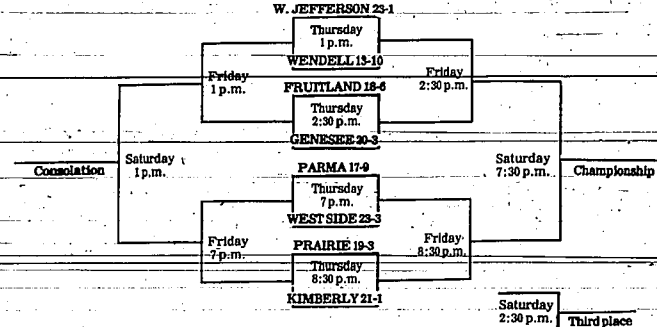 W. JEFFERSON 23-1
Thursday
1 p.m.
WENDELL 13-10
Friday
1 p.m.
Friday
2:30 p.m.
FRUITLAND 18-6
Thursday
2:30 p.m.
GENESEE 20-3
Consolation
Saturday
1 p.m.
Saturday
7:30 p.m.
Championship
PARMA 17-9
Thursday
7 p.m.
WEST SIDE 23-3
Friday
7 p.m.
Friday
8:30 p.m.
PRAIRIE 19-3
Thursday
8:30 p.m.
KIMBERLY 21-1
Saturday
2:30 p.m.
Third place